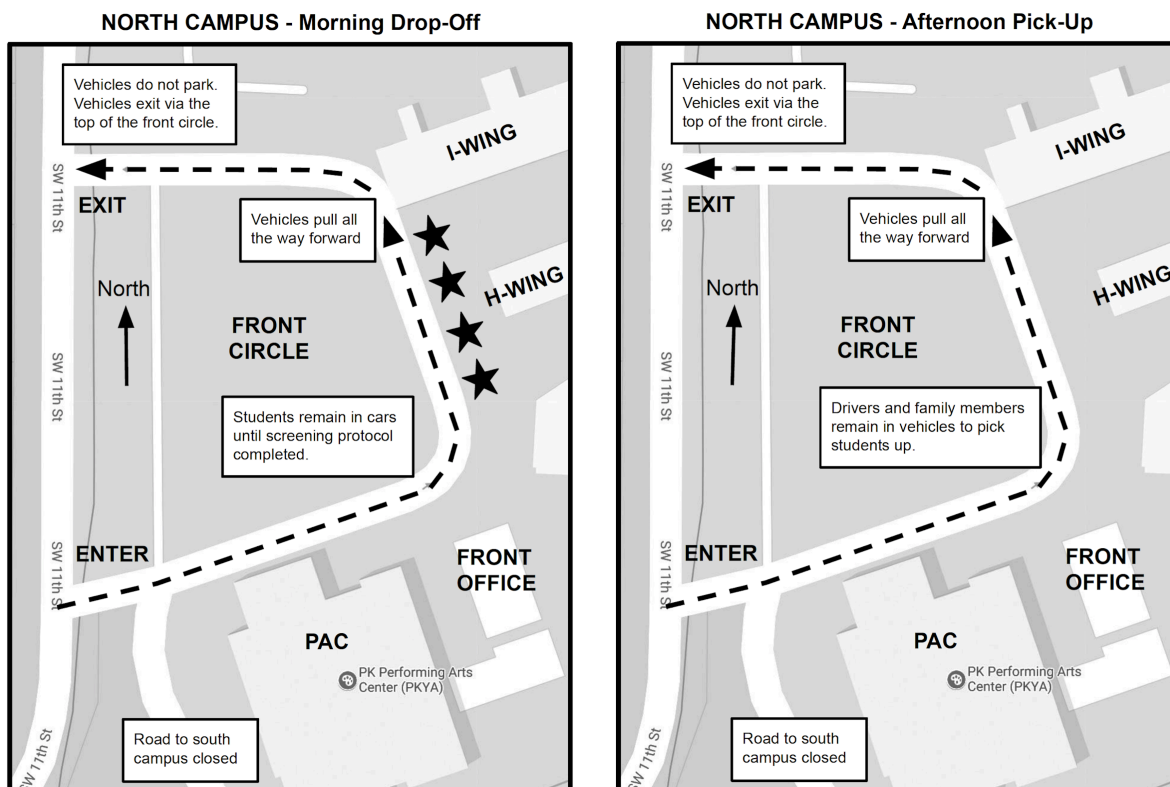 NORTH CAMPUS - Morning Drop-Off
Vehicles do not park.
Vehicles exit via the
top of the front circle.
I-WING
SW 11th St
EXIT
Vehicles pull all
the way forward
H-WING
North
FRONT
CIRCLE
SW 11th St
Students remain in cars
until screening protocol
completed.
SW 11th St
ENTER
FRONT
OFFICE
PAC
PK Performing Arts
Center (PKYA)
Road to south
campus closed
SW 11th St
NORTH CAMPUS - Afternoon Pick-Up
Vehicles do not park.
Vehicles exit via the
top of the front circle.
I-WING
SW 11th St
EXIT
Vehicles pull all
the way forward
H-WING
North
FRONT
CIRCLE
SW 11th St
Drivers and family members
remain in vehicles to pick
students up.
SW 11th St
ENTER
FRONT
OFFICE
PAC
PK Performing Arts
Center (PKYA)
Road to south
campus closed
SW 11th St